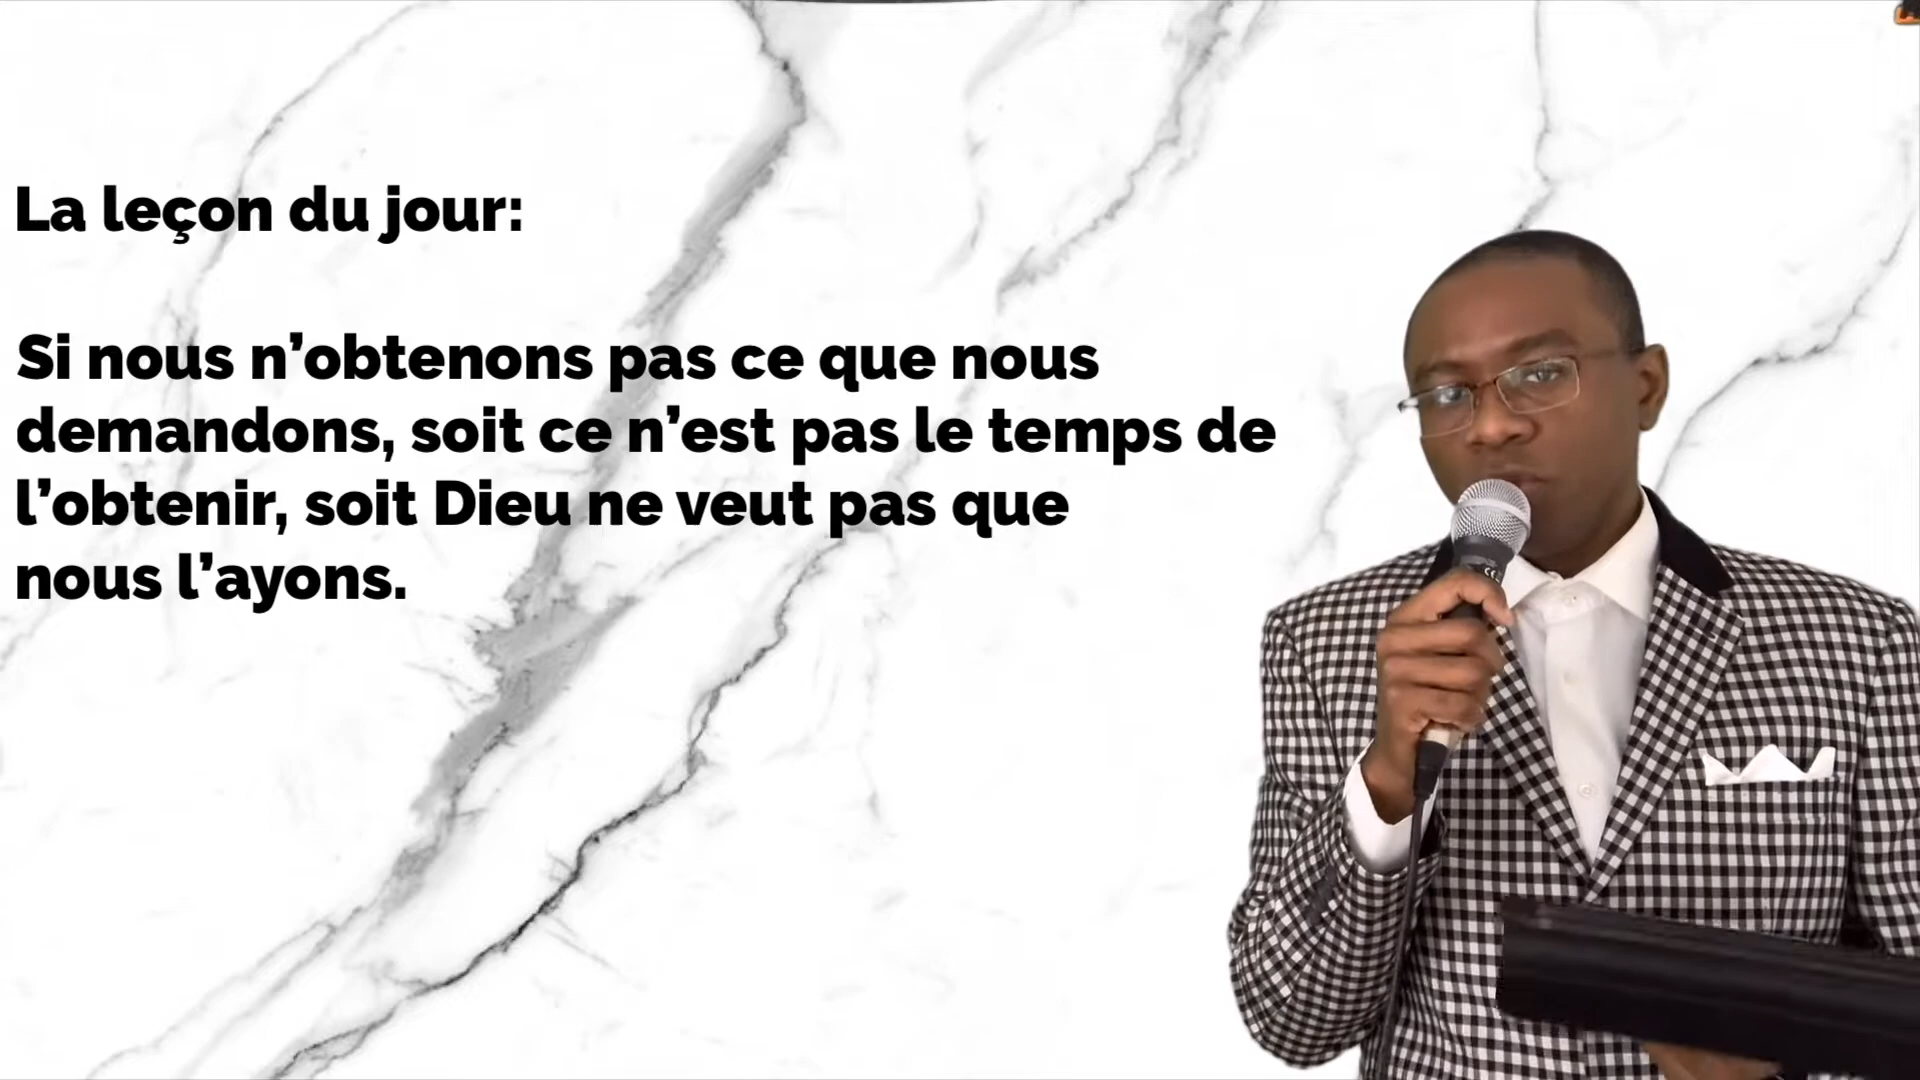 La leçon du jour:
Si nous n’obtenons pas ce que nous
demandons, soit ce n’est pas le temps de
l’obtenir, soit Dieu ne veut pas que
nous l’ayons.